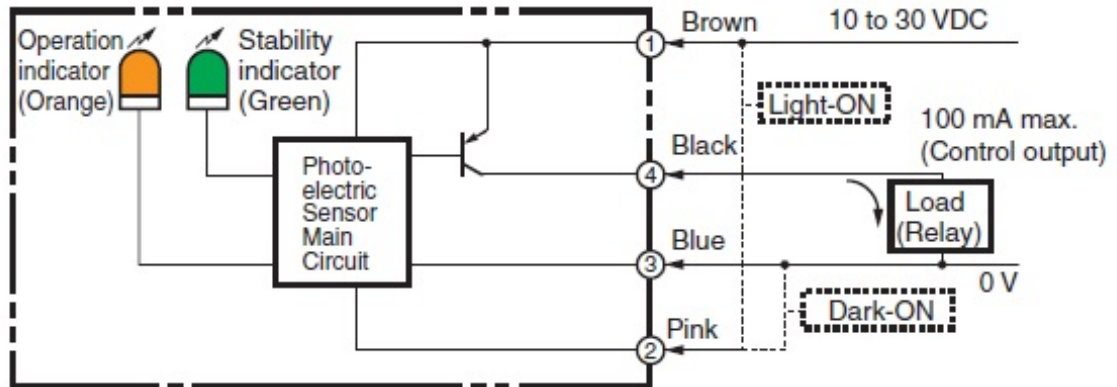 Operation
indicator
(Orange)
Stability
indicator
(Green)
Photo-
electric
Sensor
Main
Circuit
1
Brown
10 to 30 VDC
Light-ON
100 mA max.
(Control output)
Black
4
Load
(Relay)
Blue
3
0 V
Dark-ON
Pink
2